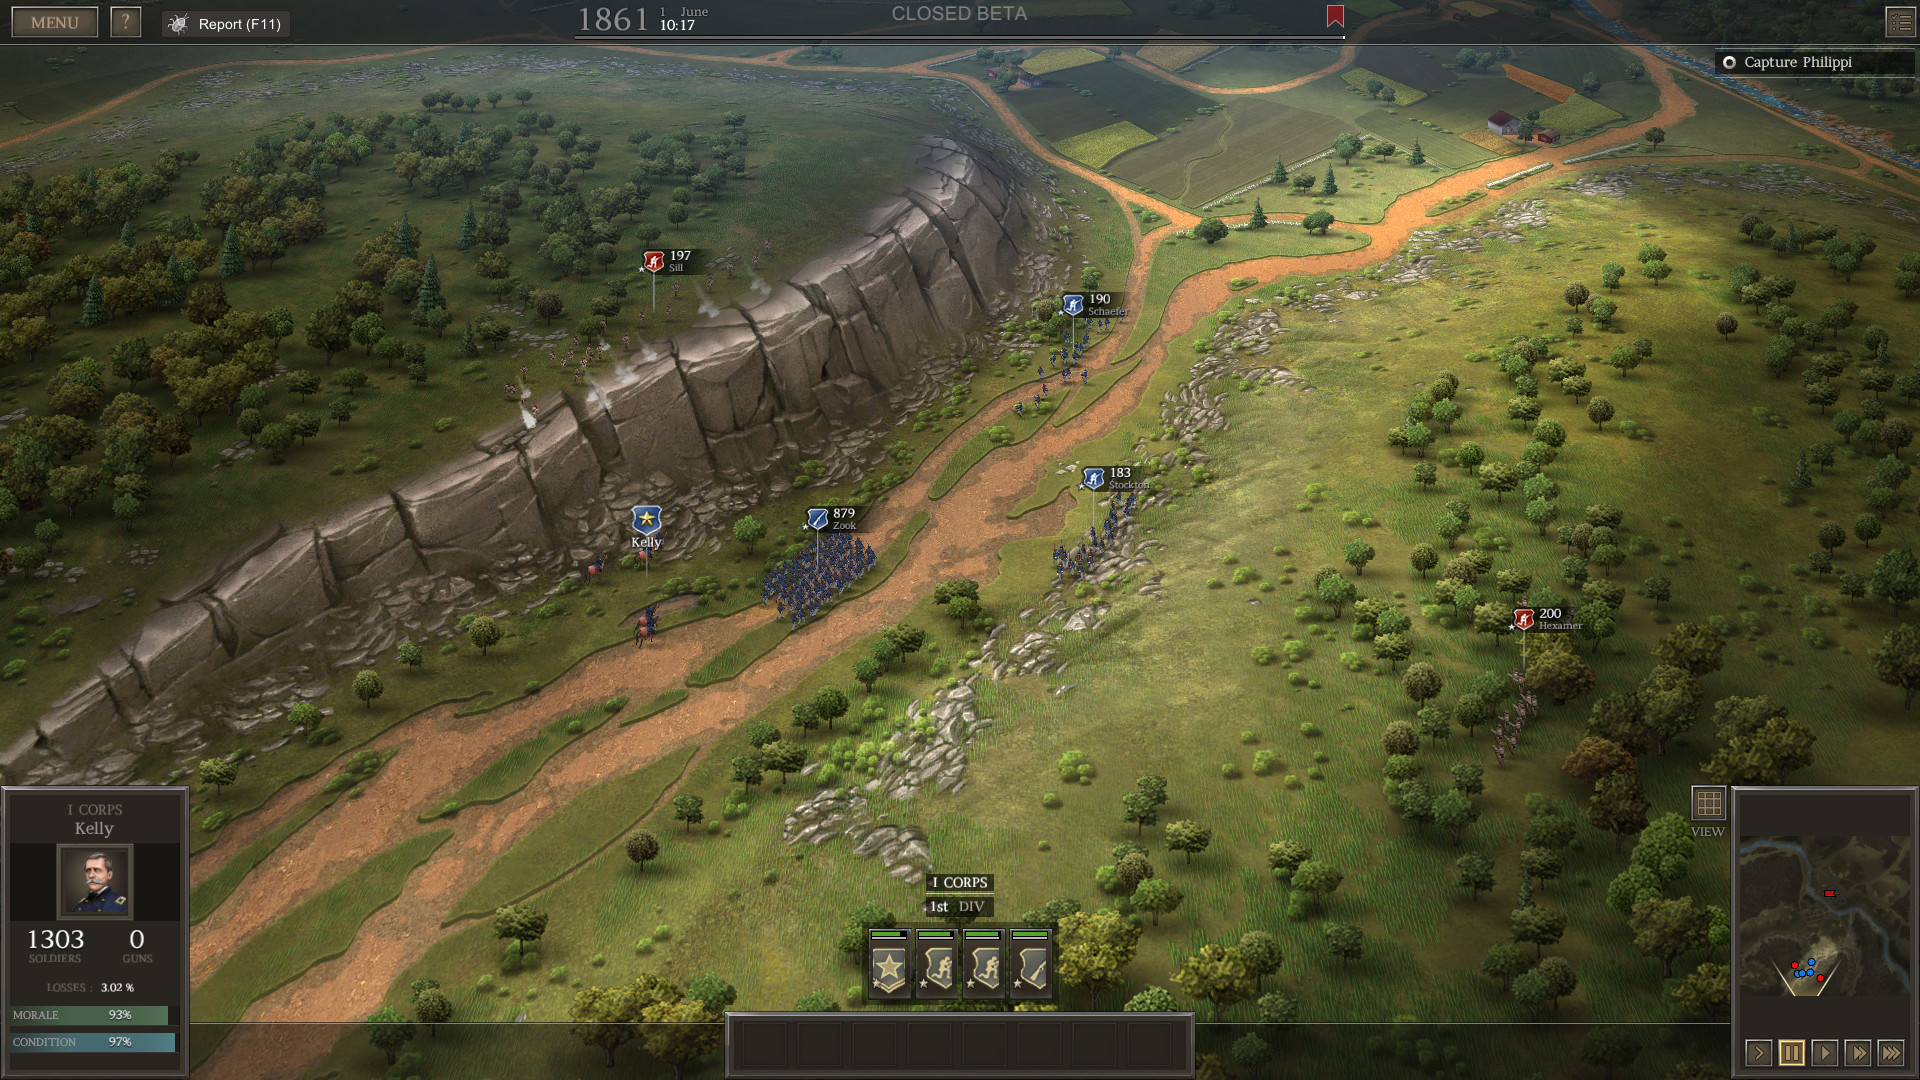 MENU
?
Report (F11)
1861
1 June
10:17
CLOSED BETA
Capture Philippi
197
Sill
190
Schaefer
183
Stockton
879
Zook
Kelly
200
Hexamer
I CORPS
Kelly
1303
SOLDIERS
0
GUNS
LOSSES : 3.02 %
MORALE 93%
CONDITION 97%
I CORPS
1st DIV
VIEW